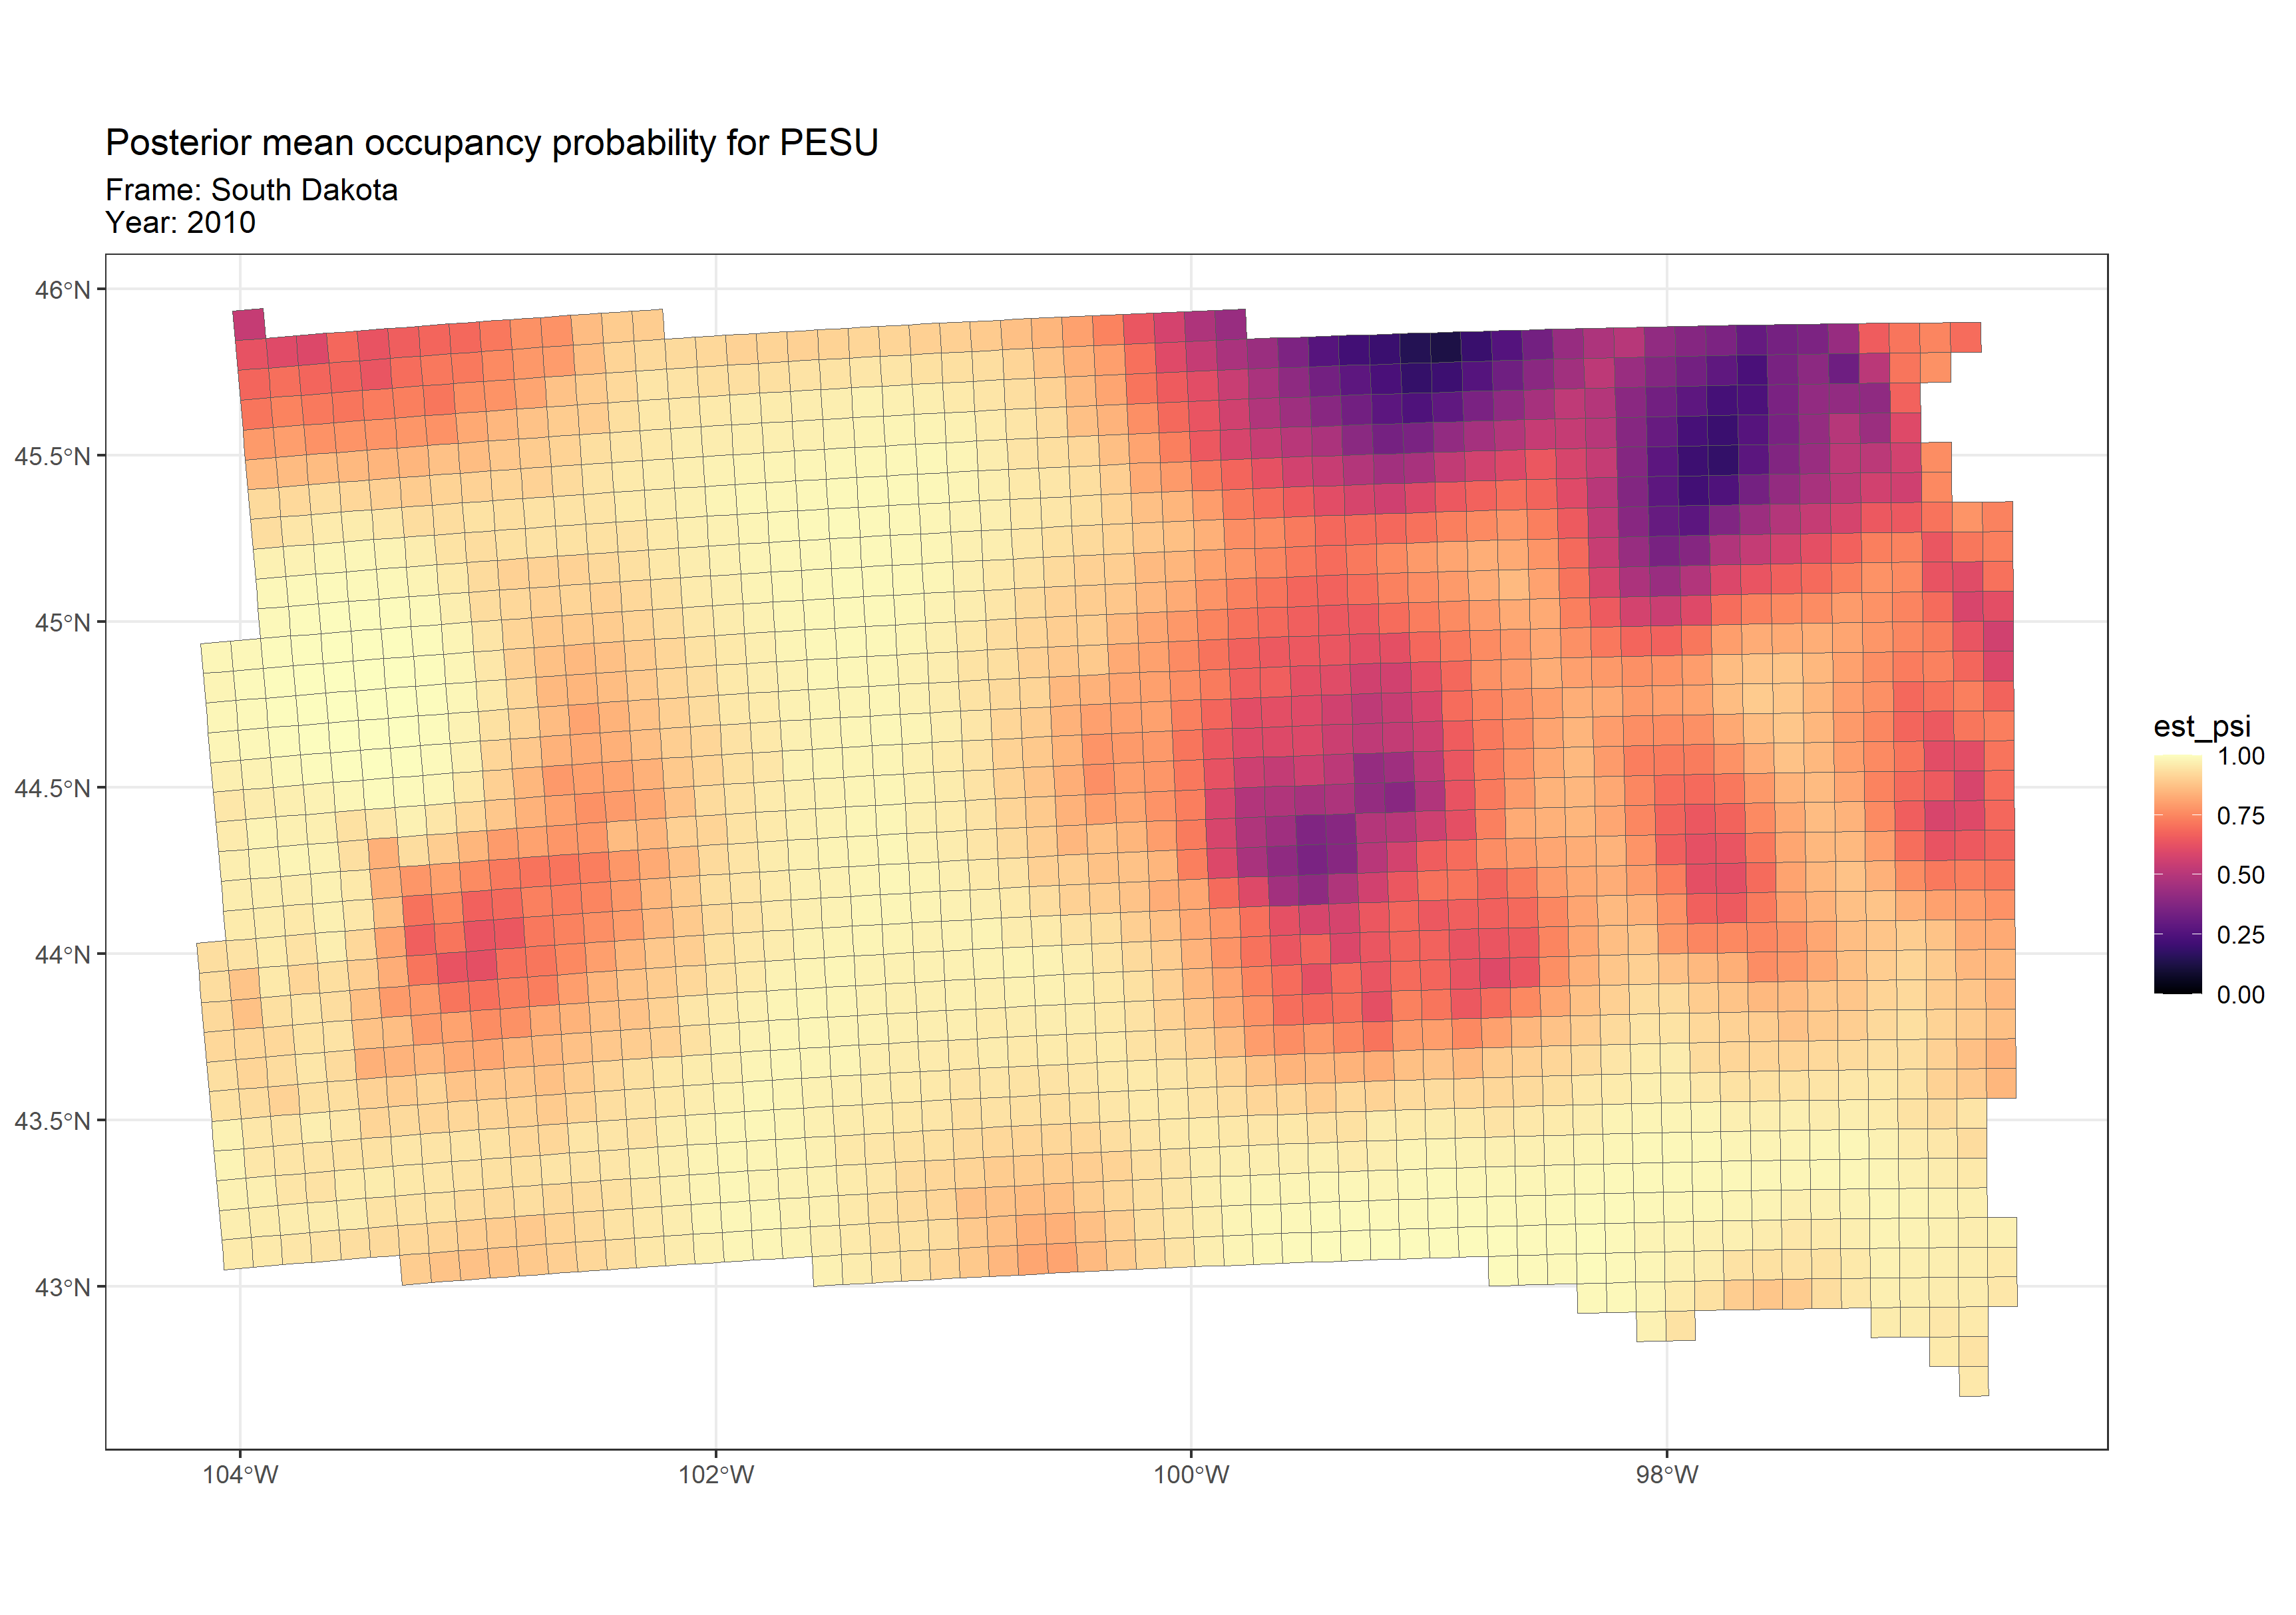 Posterior mean occupancy probability for PESU
Frame: South Dakota
Year: 2010
46°N
45.5°N
45°N
44.5°N
44°N
43.5°N
43°N
104°W
102°W
100°W
98°W
est_psi
1.00
0.75
0.50
0.25
0.00